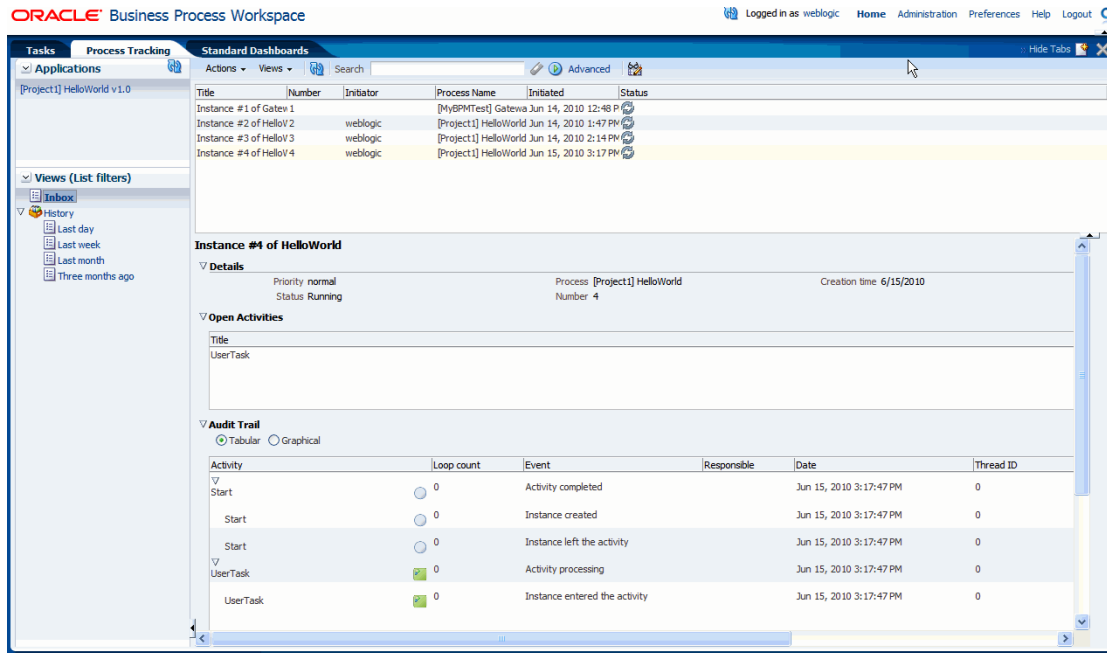 ORACLE Business Process Workspace
Logged in as weblogic Home Administration Preferences Help Logout
Tasks Process Tracking Standard Dashboards :: Hide Tabs
Applications
[Project1] HelloWorld v1.0
Views (List filters)
Inbox
History
Last day
Last week
Last month
Three months ago
Actions Views Search Advanced
Title Number Initiator Process Name Initiated Status
Instance #1 of Gatew 1 [MyBPMTest] Gatewa Jun 14, 2010 12:48 P
Instance #2 of HelloW 2 weblogic [Project1] HelloWorld Jun 14, 2010 1:47 PM
Instance #3 of HelloW 3 weblogic [Project1] HelloWorld Jun 14, 2010 2:14 PM
Instance #4 of HelloW 4 weblogic [Project1] HelloWorld Jun 15, 2010 3:17 PM
Instance #4 of HelloWorld
Details
Priority normal Process [Project1] HelloWorld Creation time 6/15/2010
Status Running Number 4
Open Activities
Title
UserTask
Audit Trail
Tabular Graphical
Activity Loop count Event Responsible Date Thread ID
Start 0 Activity completed Jun 15, 2010 3:17:47 PM 0
Start 0 Instance created Jun 15, 2010 3:17:47 PM 0
Start 0 Instance left the activity Jun 15, 2010 3:17:47 PM 0
UserTask 0 Activity processing Jun 15, 2010 3:17:47 PM 0
UserTask 0 Instance entered the activity Jun 15, 2010 3:17:47 PM 0